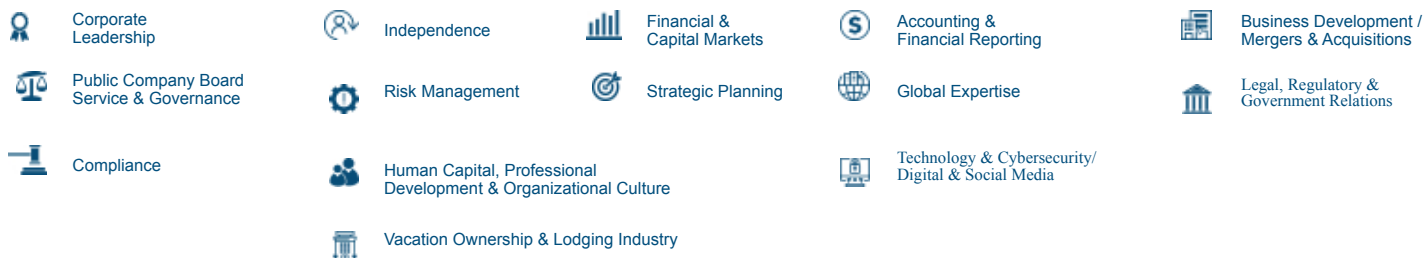 Corporate
Leadership
Independence
Financial &
Capital Markets
Accounting &
Financial Reporting
Business Development /
Mergers & Acquisitions
Public Company Board
Service & Governance
Risk Management
Strategic Planning
Global Expertise
Legal, Regulatory &
Government Relations
Compliance
Human Capital, Professional
Development & Organizational Culture
Technology & Cybersecurity/
Digital & Social Media
Vacation Ownership & Lodging Industry